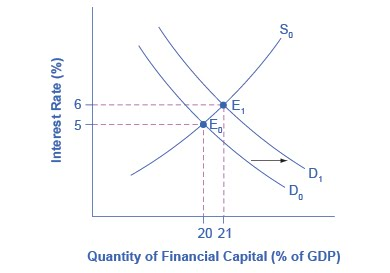 Interest Rate (%)
6
5
S0
E1
E0
D1
D0
20 21
Quantity of Financial Capital (% of GDP)